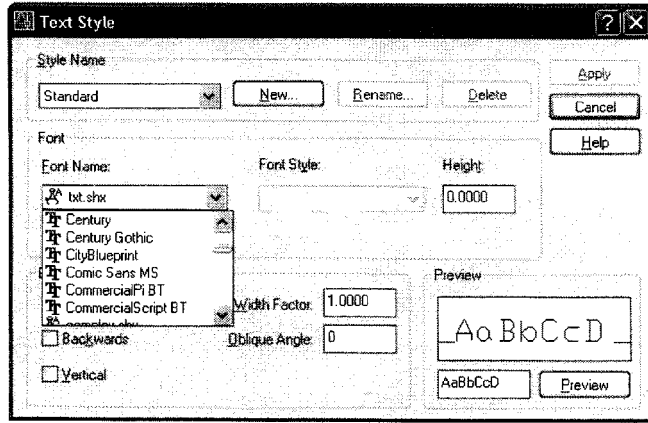 Text Style
Style Name
Standard
New...
Rename...
Delete
Apply
Cancel
Help
Font
Font Name:
Font Style:
Height
txt.shx
0.0000
Century
Century Gothic
CityBlueprint
Comic Sans MS
CommercialPi BT
CommercialScript BT
Width Factor:
1.0000
Backwards
Oblique Angle:
0
Vertical
Preview
AaBbCcD
AaBbCcD
Preview